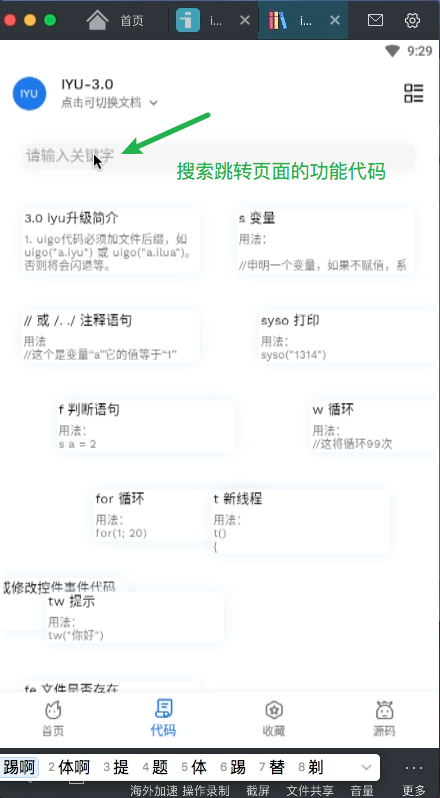 首页
i...
i...
9:29
IYU
IYU-3.0
点击可切换文档
请输入关键字
搜索跳转页面的功能代码
3.0 iyu升级简介
1. uigo代码必须加文件后缀，如
uigo("a.iyu") 或 uigo("a.ilua")。
否则将会闪退等。
s 变量
用法：
//申明一个变量，如果不赋值，系
// 或 /. ./ 注释语句
用法
//这个是变量“a”它的值等于“1”
syso 打印
用法：
syso("1314")
f 判断语句
用法：
s a = 2
w 循环
用法：
//这将循环99次
for 循环
用法：
for(1; 20)
t 新线程
用法：
t()
{
或修改控件事件代码
tw 提示
用法：
tw("你好")
fe 文件是否存在
首页
代码
收藏
源码
踢啊 2 体啊 3 提 4 题 5 体 6 踢 7 替 8 剃
海外加速 操作录制 截屏 文件共享 音量 更多